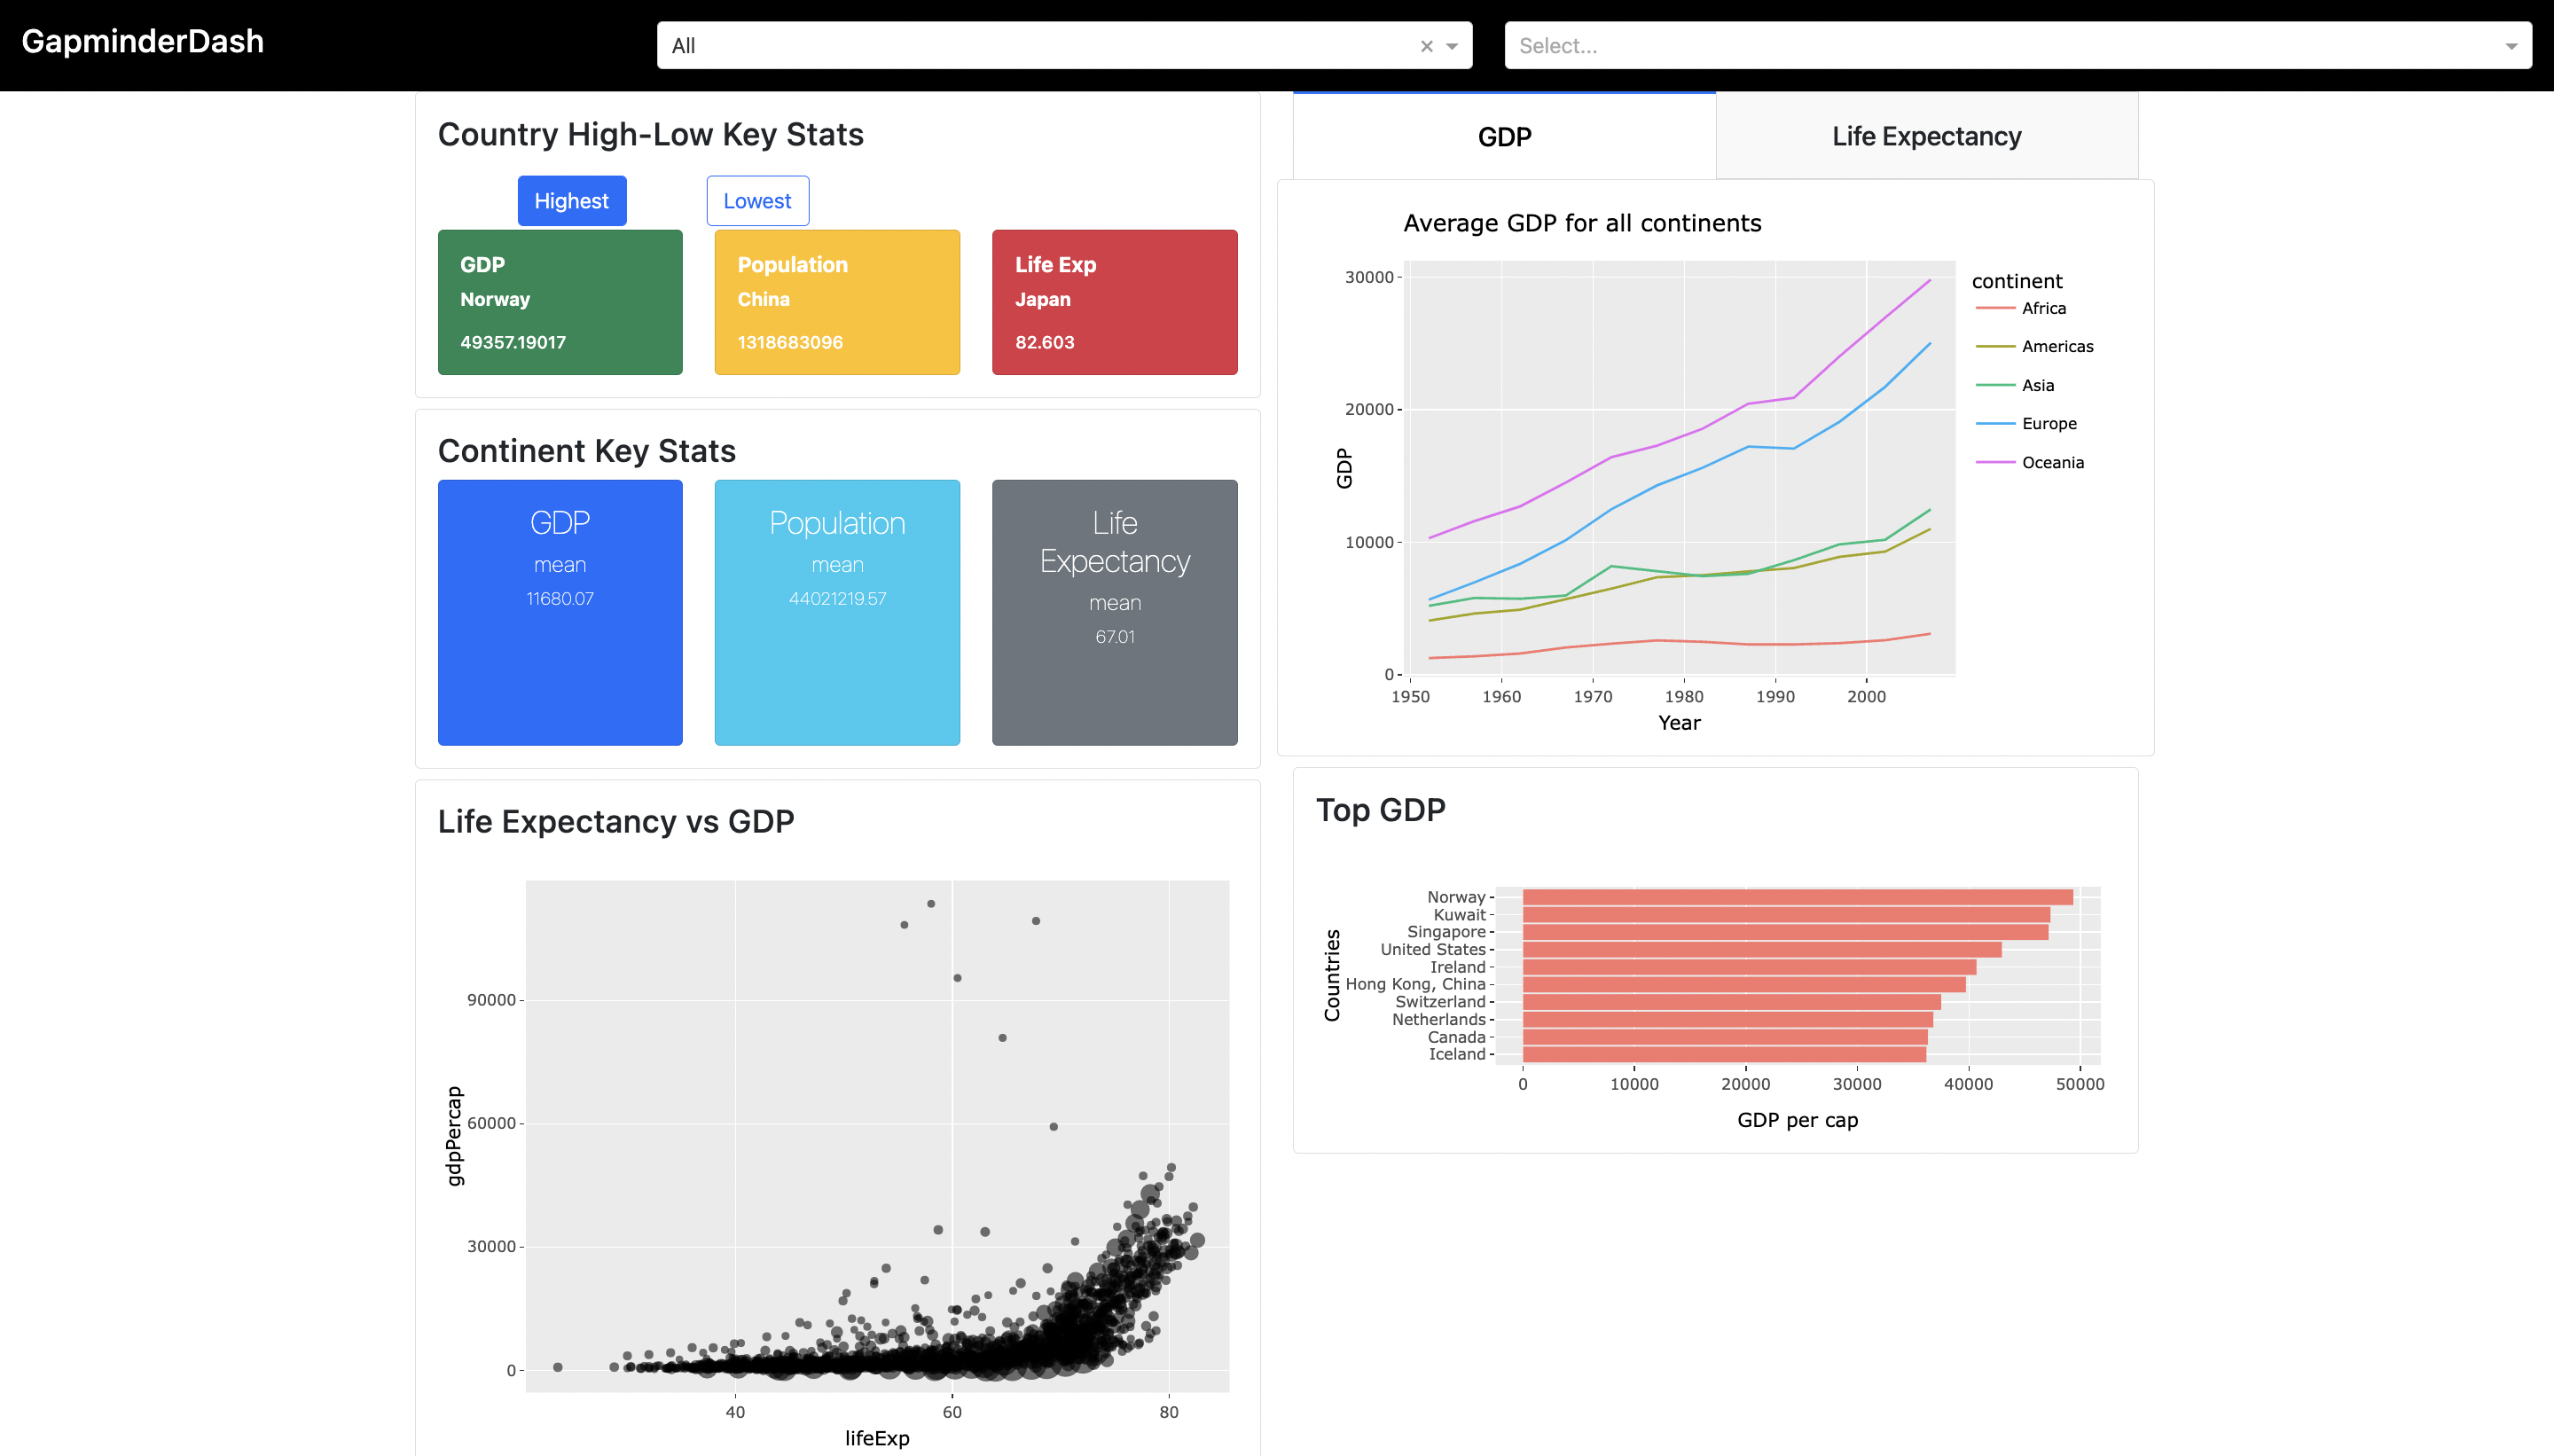 GapminderDash
All
Select...
Country High-Low Key Stats
Highest
Lowest
GDP
Norway
49357.19017
Population
China
1318683096
Life Exp
Japan
82.603
Continent Key Stats
GDP
mean
11680.07
Population
mean
44021219.57
Life
Expectancy
mean
67.01
Life Expectancy vs GDP
gdpPercap
90000
60000
30000
0
40
60
80
lifeExp
GDP
Life Expectancy
Average GDP for all continents
GDP
30000
20000
10000
0
1950
1960
1970
1980
1990
2000
Year
continent
Africa
Americas
Asia
Europe
Oceania
Top GDP
Countries
Norway
Kuwait
Singapore
United States
Ireland
Hong Kong, China
Switzerland
Netherlands
Canada
Iceland
0
10000
20000
30000
40000
50000
GDP per cap